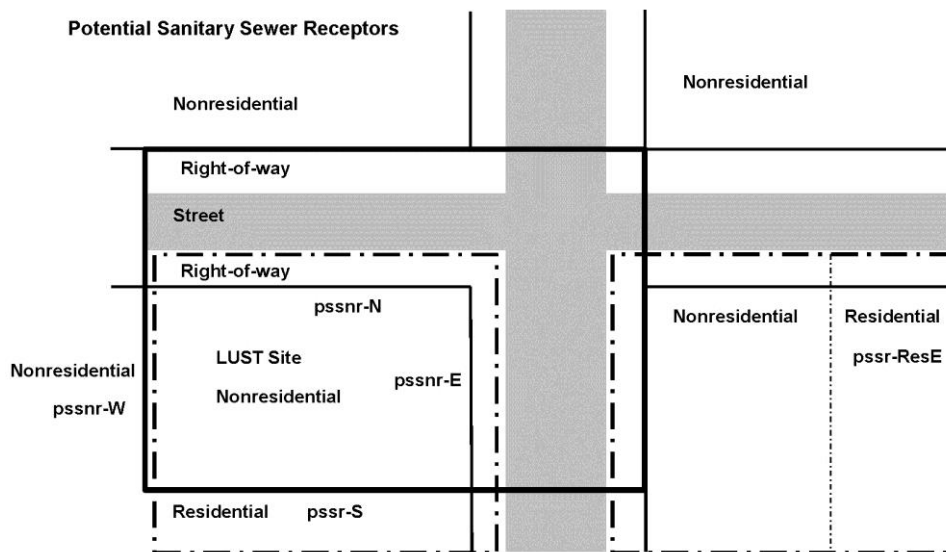 Potential Sanitary Sewer Receptors
Nonresidential
Nonresidential
Right-of-way
Street
Right-of-way
pssnr-N
Nonresidential
Residential
LUST Site
pssr-ResE
Nonresidential
pssnr-E
Nonresidential
pssnr-W
Residential pssr-S